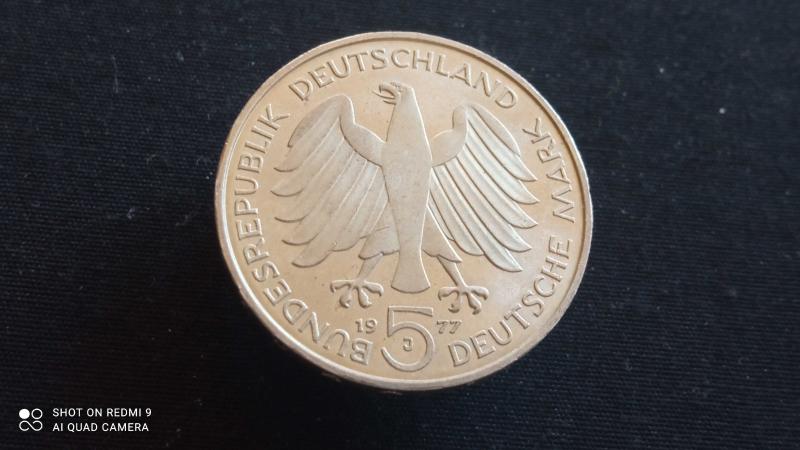 BUNDESREPUBLIK DEUTSCHLAND
19 77
5
J
DEUTSCHE MARK
SHOT ON REDMI 9
AI QUAD CAMERA